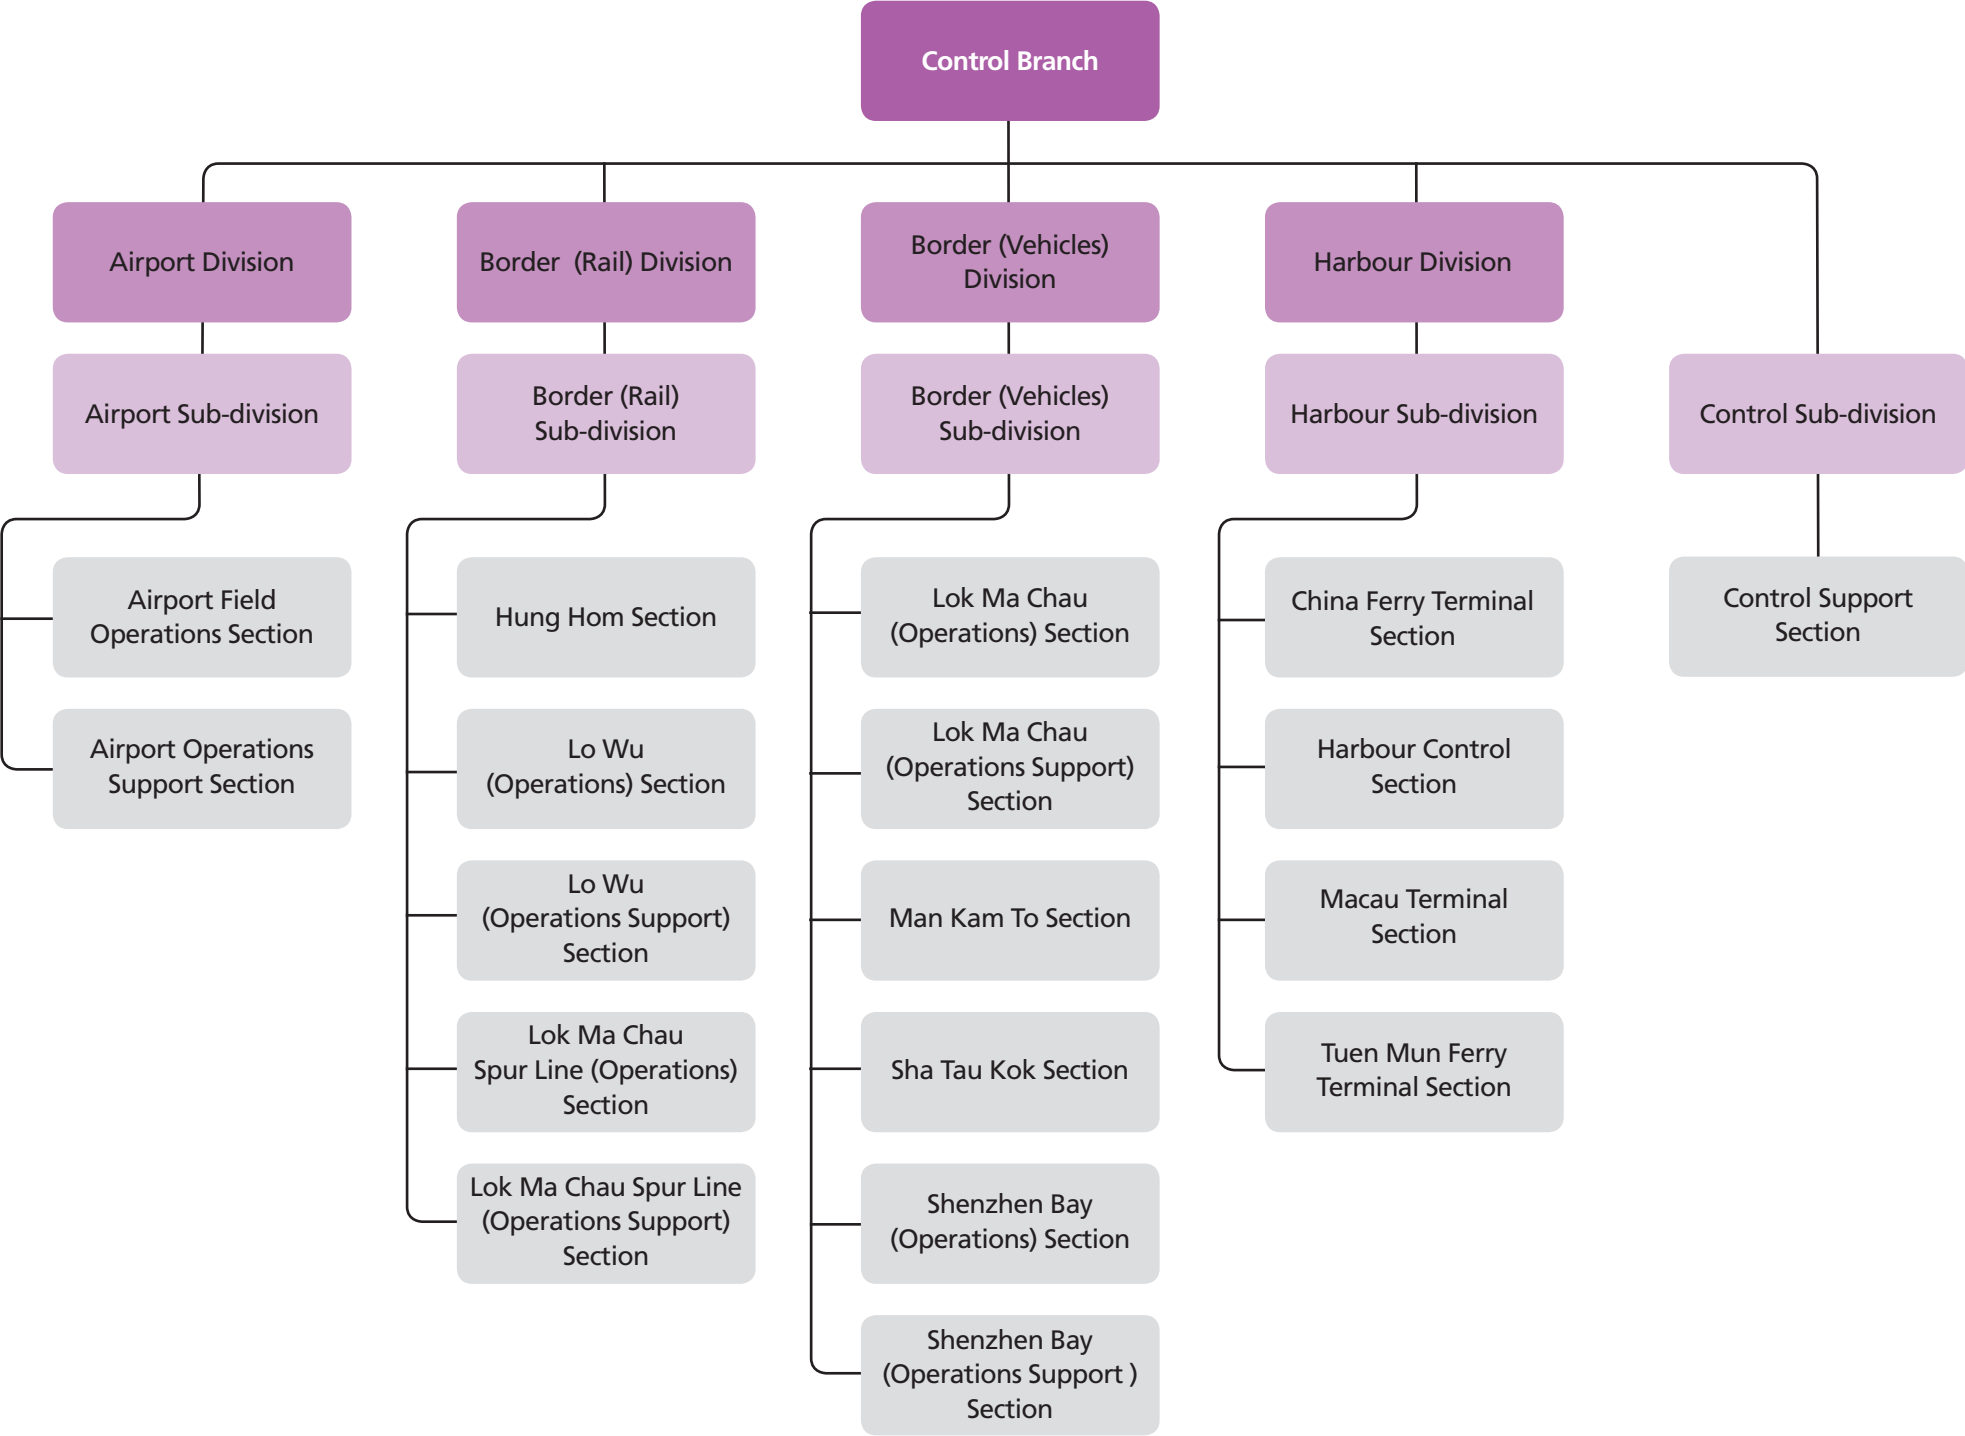 Control Branch
Airport Division
Border (Rail) Division
Border (Vehicles)
Division
Harbour Division
Airport Sub-division
Border (Rail)
Sub-division
Border (Vehicles)
Sub-division
Harbour Sub-division
Control Sub-division
Airport Field
Operations Section
Airport Operations
Support Section
Hung Hom Section
Lo Wu
(Operations) Section
Lo Wu
(Operations Support)
Section
Lok Ma Chau
Spur Line (Operations)
Section
Lok Ma Chau Spur Line
(Operations Support)
Section
Lok Ma Chau
(Operations) Section
Lok Ma Chau
(Operations Support)
Section
Man Kam To Section
Sha Tau Kok Section
Shenzhen Bay
(Operations) Section
Shenzhen Bay
(Operations Support )
Section
China Ferry Terminal
Section
Harbour Control
Section
Macau Terminal
Section
Tuen Mun Ferry
Terminal Section
Control Support
Section